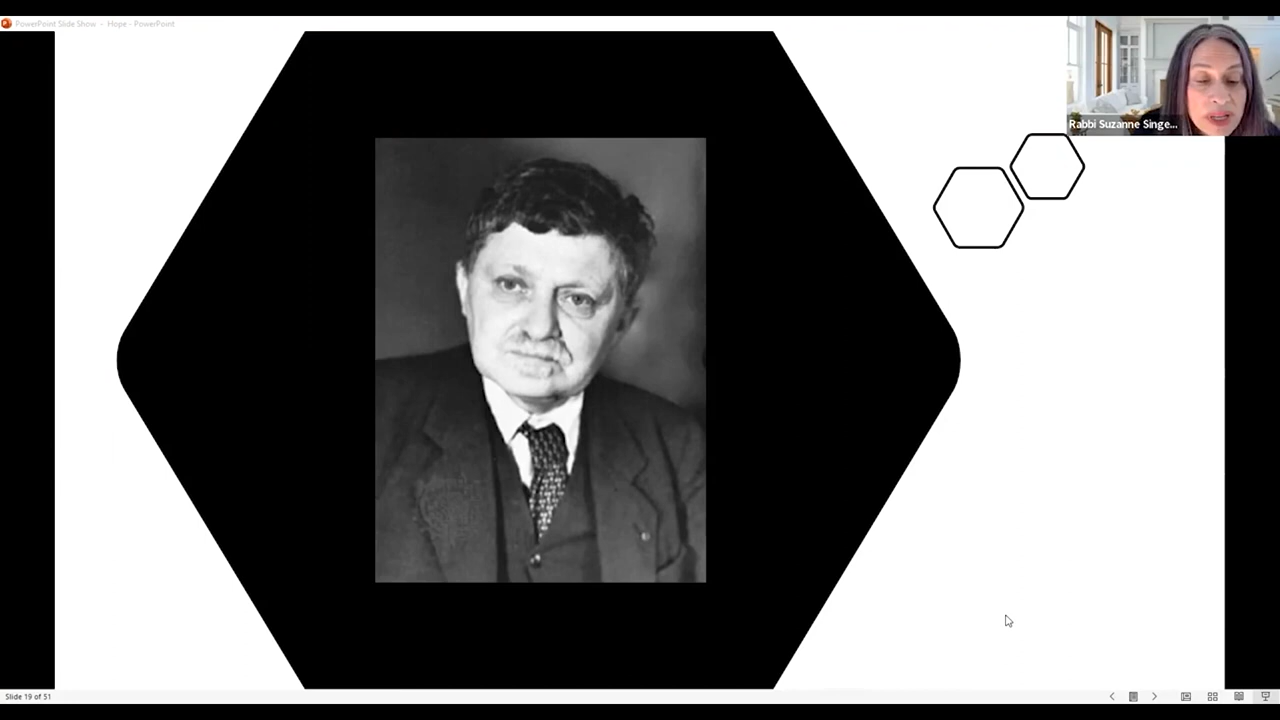 PowerPoint Slide Show - Hope - PowerPoint
Rabbi Suzanne Singe...
Slide 19 of 51